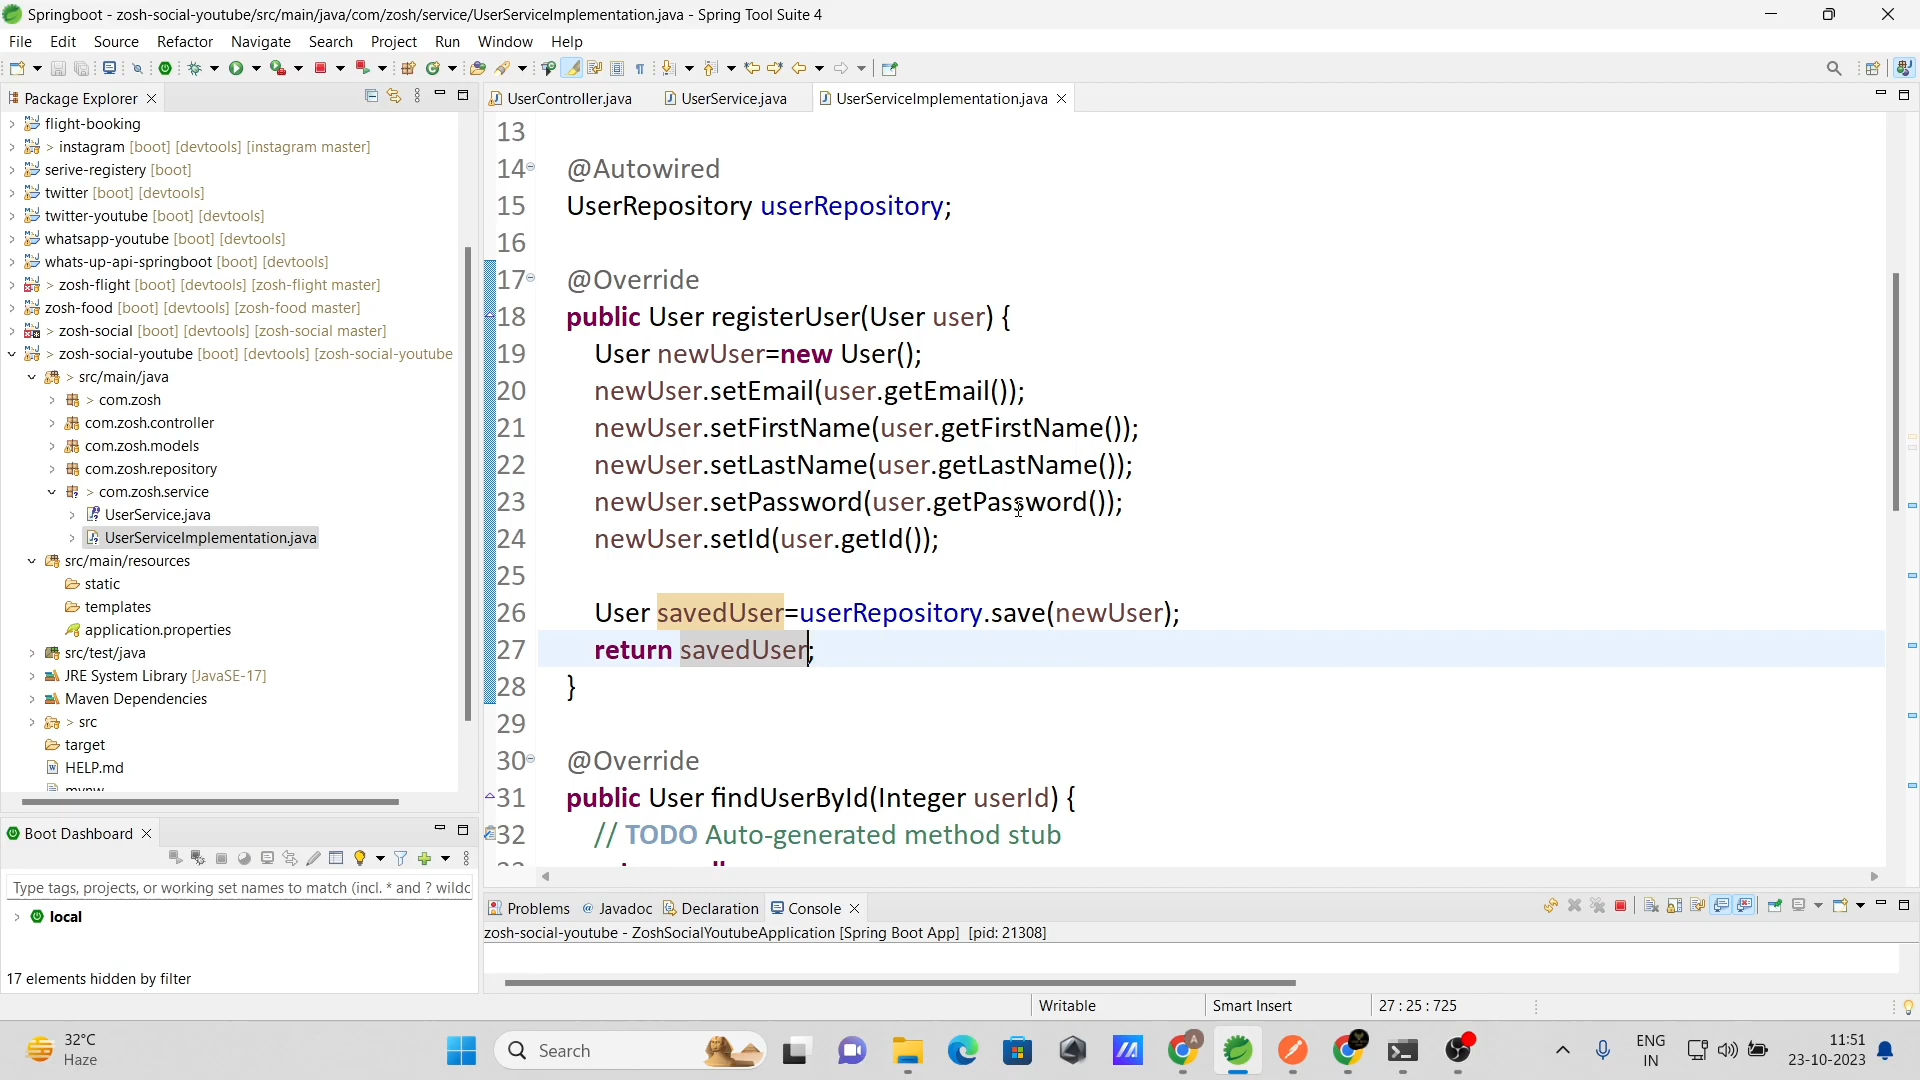 Springboot - zosh-social-youtube/src/main/java/com/zosh/service/UserServiceImplementation.java - Spring Tool Suite 4
File Edit Source Refactor Navigate Search Project Run Window Help
Package Explorer
flight-booking
> instagram [boot] [devtools] [instagram master]
serive-registery [boot]
twitter [boot] [devtools]
twitter-youtube [boot] [devtools]
whatsapp-youtube [boot] [devtools]
whats-up-api-springboot [boot] [devtools]
> zosh-flight [boot] [devtools] [zosh-flight master]
zosh-food [boot] [devtools] [zosh-food master]
> zosh-social [boot] [devtools] [zosh-social master]
> zosh-social-youtube [boot] [devtools] [zosh-social-youtube
> src/main/java
> com.zosh
com.zosh.controller
com.zosh.models
com.zosh.repository
> com.zosh.service
UserService.java
UserServiceImplementation.java
src/main/resources
static
templates
application.properties
src/test/java
JRE System Library [JavaSE-17]
Maven Dependencies
> src
target
HELP.md
Boot Dashboard
Type tags, projects, or working set names to match (incl. * and ? wildc
local
17 elements hidden by filter
UserController.java UserService.java UserServiceImplementation.java
13
14 @Autowired
15 UserRepository userRepository;
16
17 @Override
18 public User registerUser(User user) {
19 User newUser=new User();
20 newUser.setEmail(user.getEmail());
21 newUser.setFirstName(user.getFirstName());
22 newUser.setLastName(user.getLastName());
23 newUser.setPassword(user.getPassword());
24 newUser.setId(user.getId());
25
26 User savedUser=userRepository.save(newUser);
27 return savedUser;
28 }
29
30 @Override
31 public User findUserById(Integer userId) {
32 // TODO Auto-generated method stub
Problems @ Javadoc Declaration Console
zosh-social-youtube - ZoshSocialYoutubeApplication [Spring Boot App] [pid: 21308]
Writable Smart Insert 27 : 25 : 725
32°C
Haze
Search
ENG
IN
11:51
23-10-2023